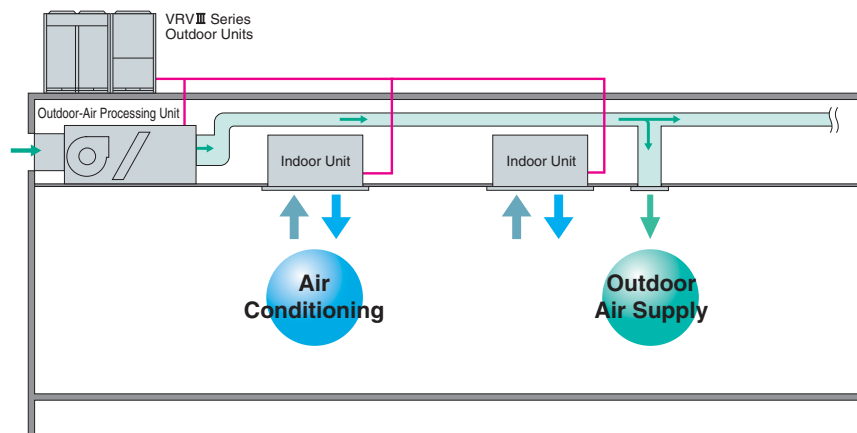 VRVⅢ Series
Outdoor Units
Outdoor-Air Processing Unit
Indoor Unit
Indoor Unit
Air
Conditioning
Outdoor
Air Supply